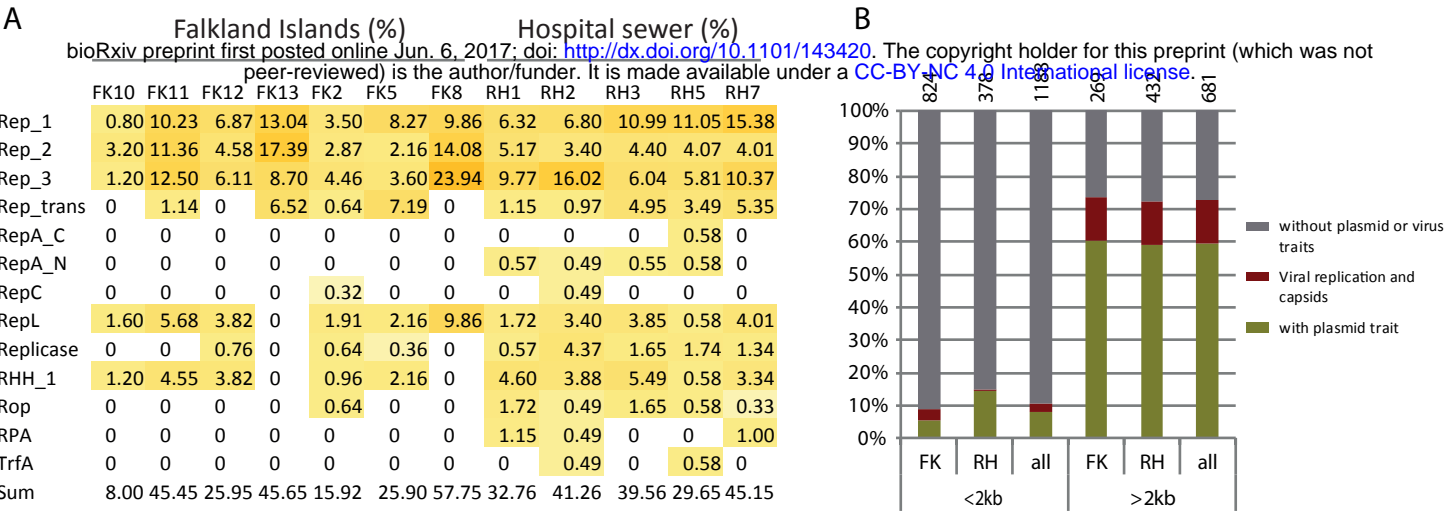 A
B
Falkland Islands (%) Hospital sewer (%)
bioRxiv preprint first posted online Jun. 6, 2017; doi: http://dx.doi.org/10.1101/143420. The copyright holder for this preprint (which was not
peer-reviewed) is the author/funder. It is made available under a CC-BY-NC 4.0 International license.
FK10 FK11 FK12 FK13 FK2 FK5 FK8 RH1 RH2 RH3 RH5 RH7
Rep_1 0.80 10.23 6.87 13.04 3.50 8.27 9.86 6.32 6.80 10.99 11.05 15.38
Rep_2 3.20 11.36 4.58 17.39 2.87 2.16 14.08 5.17 3.40 4.40 4.07 4.01
Rep_3 1.20 12.50 6.11 8.70 4.46 3.60 23.94 9.77 16.02 6.04 5.81 10.37
Rep_trans 0 1.14 0 6.52 0.64 7.19 0 1.15 0.97 4.95 3.49 5.35
RepA_C 0 0 0 0 0 0 0 0 0 0 0.58 0
RepA_N 0 0 0 0 0 0 0 0.57 0.49 0.55 0.58 0
RepC 0 0 0 0 0.32 0 0 0 0.49 0 0 0
RepL 1.60 5.68 3.82 0 1.91 2.16 9.86 1.72 3.40 3.85 0.58 4.01
Replicase 0 0 0.76 0 0.64 0.36 0 0.57 4.37 1.65 1.74 1.34
RHH_1 1.20 4.55 3.82 0 0.96 2.16 0 4.60 3.88 5.49 0.58 3.34
Rop 0 0 0 0 0.64 0 0 1.72 0.49 1.65 0.58 0.33
RPA 0 0 0 0 0 0 0 1.15 0.49 0 0 1.00
TrfA 0 0 0 0 0 0 0 0 0.49 0 0.58 0
Sum 8.00 45.45 25.95 45.65 15.92 25.90 57.75 32.76 41.26 39.56 29.65 45.15
824 378 1188 269 432 681
100%
90%
80%
70%
60%
50%
40%
30%
20%
10%
0%
FK RH all FK RH all
<2kb >2kb
without plasmid or virus
traits
Viral replication and
capsids
with plasmid trait